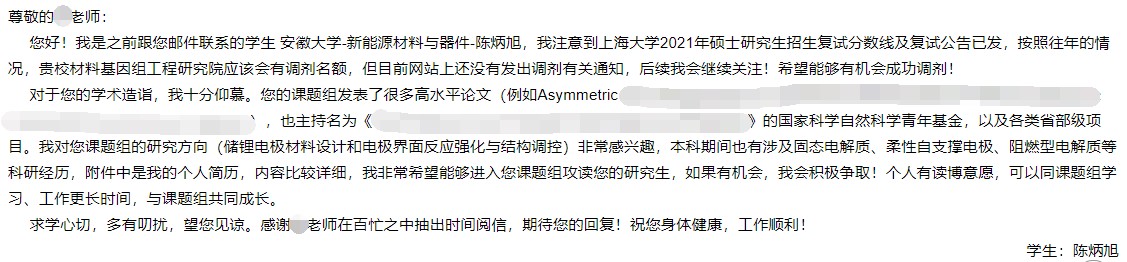 尊敬的 老师：
您好！我是之前跟您邮件联系的学生 安徽大学-新能源材料与器件-陈炳旭，我注意到上海大学2021年硕士研究生招生复试分数线及复试公告已发，按照往年的情
况，贵校材料基因组工程研究院应该会有调剂名额，但目前网站上还没有发出调剂有关通知，后续我会继续关注！希望能够有机会成功调剂！
对于您的学术造诣，我十分仰慕。您的课题组发表了很多高水平论文（例如Asymmetric
），也主持名为《 》的国家科学自然科学青年基金，以及各类省部级项
目。我对您课题组的研究方向（储锂电极材料设计和电极界面反应强化与结构调控）非常感兴趣，本科期间也有涉及固态电解质、柔性自支撑电极、阻燃型电解质等
科研经历，附件中是我的个人简历，内容比较详细，我非常希望能够进入您课题组攻读您的研究生，如果有机会，我会积极争取！个人有读博意愿，可以同课题组学
习、工作更长时间，与课题组共同成长。
求学心切，多有叨扰，望您见谅。感谢 老师在百忙之中抽出时间阅信，期待您的回复！祝您身体健康，工作顺利！
学生：陈炳旭